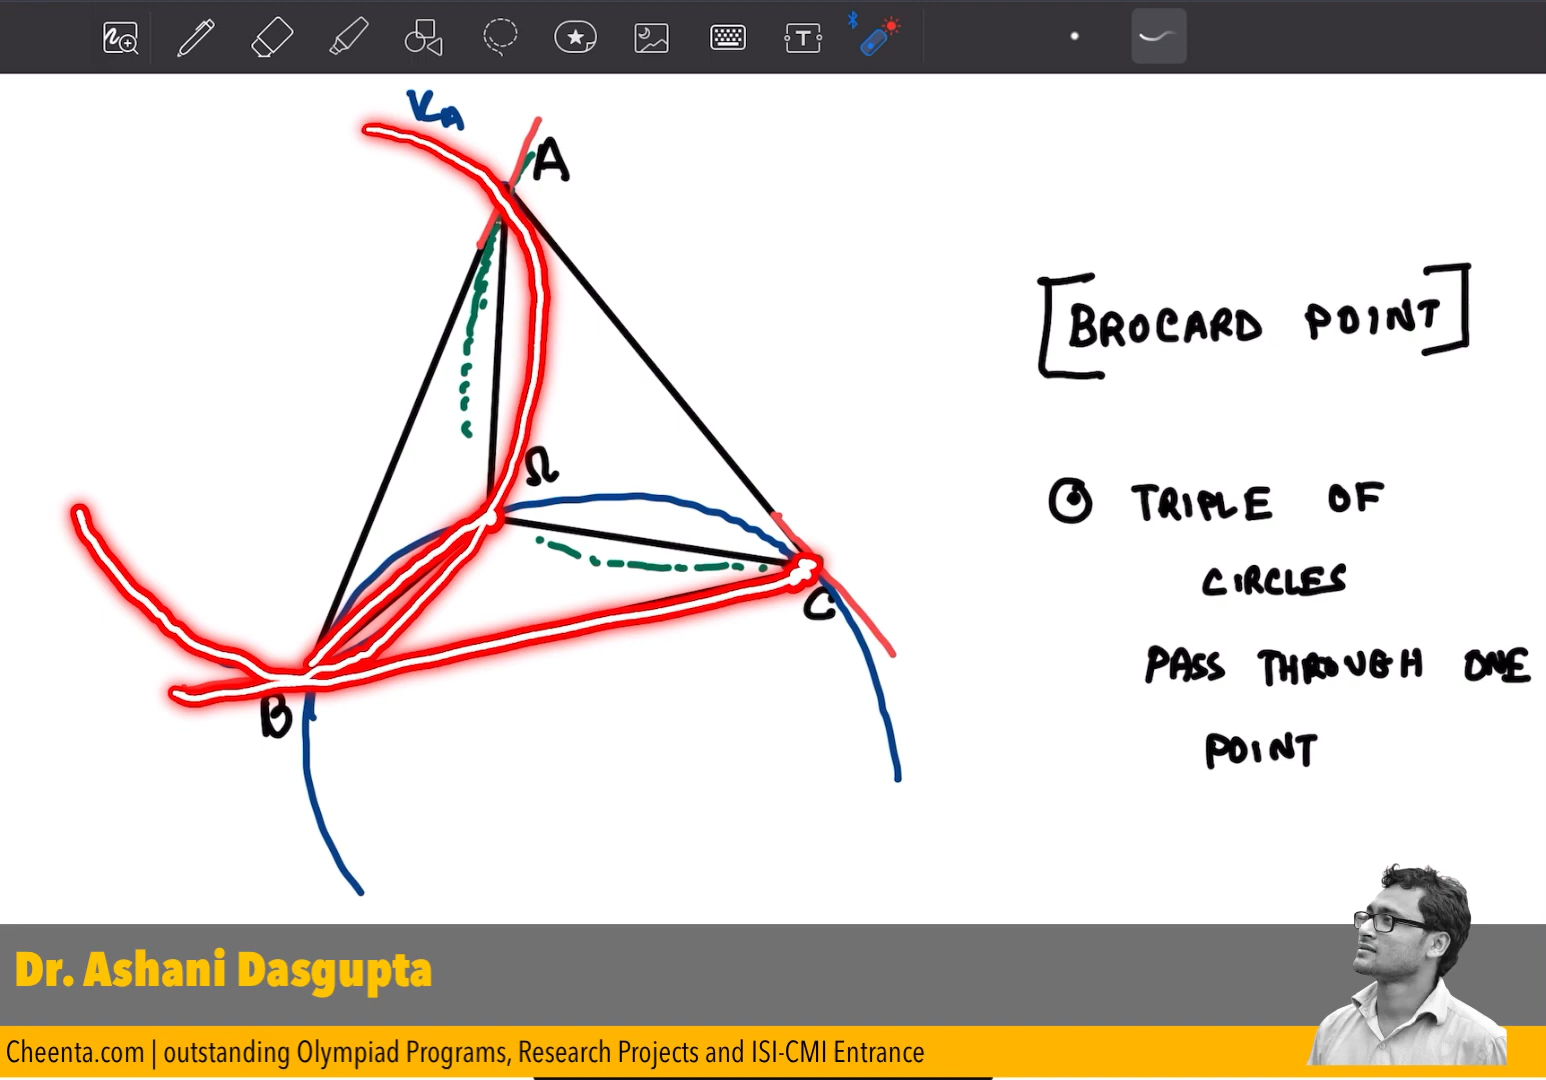 KA
A
Ω
C
B
[BROCARD POINT]
TRIPLE OF
CIRCLES
PASS THROUGH ONE
POINT
Dr. Ashani Dasgupta
Cheenta.com | outstanding Olympiad Programs, Research Projects and ISI-CMI Entrance